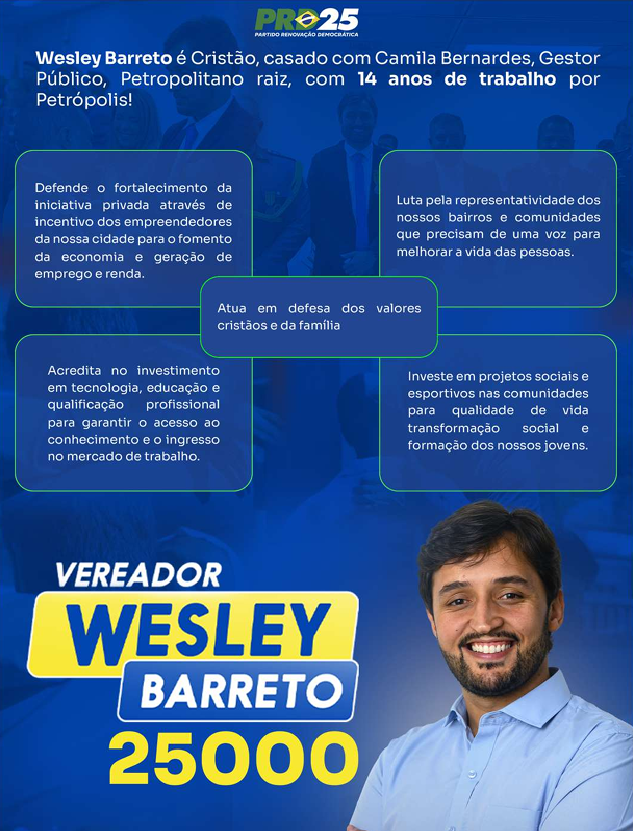 PRD25
PARTIDO RENOVAÇÃO DEMOCRÁTICA
Wesley Barreto é Cristão, casado com Camila Bernardes, Gestor
Público, Petropolitano raiz, com 14 anos de trabalho por
Petrópolis!
Defende o fortalecimento da
iniciativa privada através de
incentivo dos empreendedores
da nossa cidade para o fomento
da economia e geração de
emprego e renda.
Luta pela representatividade dos
nossos bairros e comunidades
que precisam de uma voz para
melhorar a vida das pessoas.
Atua em defesa dos valores
cristãos e da família
Acredita no investimento
em tecnologia, educação e
qualificação profissional
para garantir o acesso ao
conhecimento e o ingresso
no mercado de trabalho.
Investe em projetos sociais e
esportivos nas comunidades
para qualidade de vida
transformação social e
formação dos nossos jovens.
VEREADOR
WESLEY
BARRETO
25000